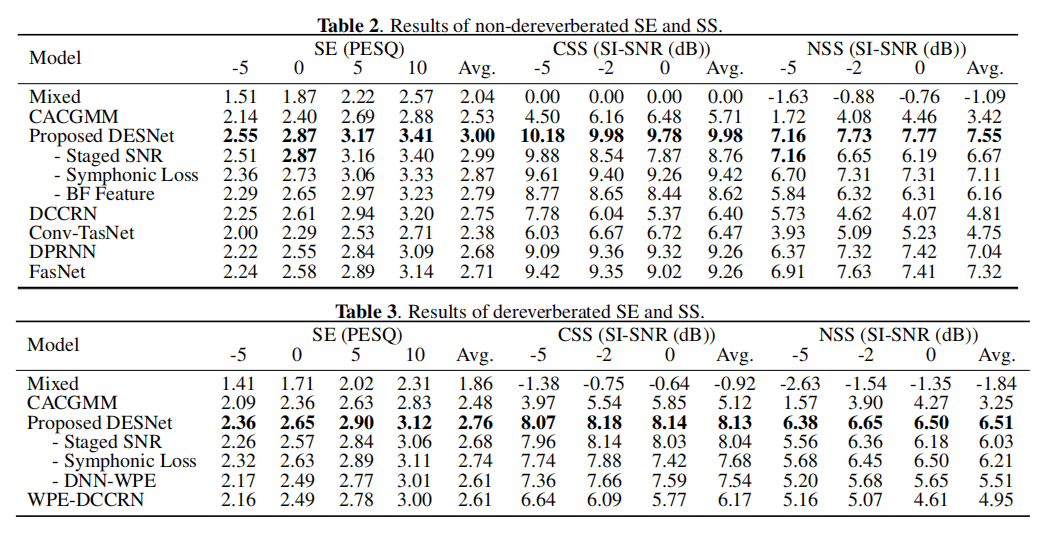 Table 2. Results of non-dereverberated SE and SS.
Model SE (PESQ) CSS (SI-SNR (dB)) NSS (SI-SNR (dB))
-5 0 5 10 Avg. -5 -2 0 Avg. -5 -2 0 Avg.
Mixed 1.51 1.87 2.22 2.57 2.04 0.00 0.00 0.00 0.00 -1.63 -0.88 -0.76 -1.09
CACGMM 2.14 2.40 2.69 2.88 2.53 4.50 6.16 6.48 5.71 1.72 4.08 4.46 3.42
Proposed DESNet 2.55 2.87 3.17 3.41 3.00 10.18 9.98 9.78 9.98 7.16 7.73 7.77 7.55
- Staged SNR 2.51 2.87 3.16 3.40 2.99 9.88 8.54 7.87 8.76 7.16 6.65 6.19 6.67
- Symphonic Loss 2.36 2.73 3.06 3.33 2.87 9.61 9.40 9.26 9.42 6.70 7.31 7.31 7.11
- BF Feature 2.29 2.65 2.97 3.23 2.79 8.77 8.65 8.44 8.62 5.84 6.32 6.31 6.16
DCCRN 2.25 2.61 2.94 3.20 2.75 7.78 6.04 5.37 6.40 5.73 4.62 4.07 4.81
Conv-TasNet 2.00 2.29 2.53 2.71 2.38 6.03 6.67 6.72 6.47 3.93 5.09 5.23 4.75
DPRNN 2.22 2.55 2.84 3.09 2.68 9.09 9.36 9.32 9.26 6.37 7.32 7.42 7.04
FasNet 2.24 2.58 2.89 3.14 2.71 9.42 9.35 9.02 9.26 6.91 7.63 7.41 7.32
Table 3. Results of dereverberated SE and SS.
Model SE (PESQ) CSS (SI-SNR (dB)) NSS (SI-SNR (dB))
-5 0 5 10 Avg. -5 -2 0 Avg. -5 -2 0 Avg.
Mixed 1.41 1.71 2.02 2.31 1.86 -1.38 -0.75 -0.64 -0.92 -2.63 -1.54 -1.35 -1.84
CACGMM 2.09 2.36 2.63 2.83 2.48 3.97 5.54 5.85 5.12 1.57 3.90 4.27 3.25
Proposed DESNet 2.36 2.65 2.90 3.12 2.76 8.07 8.18 8.14 8.13 6.38 6.65 6.50 6.51
- Staged SNR 2.26 2.57 2.84 3.06 2.68 7.96 8.14 8.03 8.04 5.56 6.36 6.18 6.03
- Symphonic Loss 2.32 2.63 2.89 3.11 2.74 7.74 7.88 7.42 7.68 5.68 6.45 6.50 6.21
- DNN-WPE 2.17 2.49 2.77 3.01 2.61 7.36 7.66 7.59 7.54 5.20 5.68 5.65 5.51
WPE-DCCRN 2.16 2.49 2.78 3.00 2.61 6.64 6.09 5.77 6.17 5.16 5.07 4.61 4.95